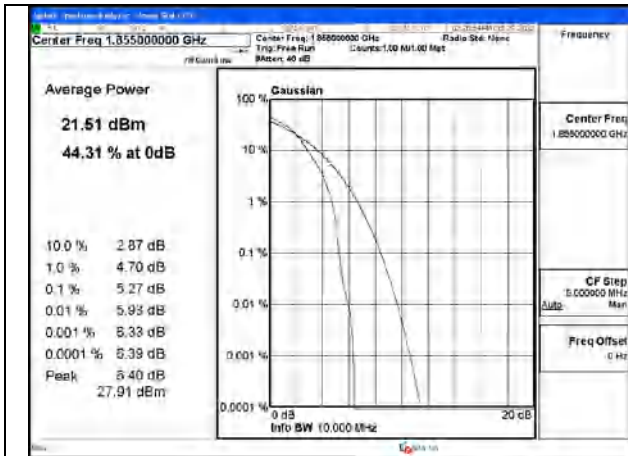 Center Freq 1.855000000 GHz
Center Freq: 1.855000000 GHz
Radio Std: None
Trig: Free Run
Counts:1.00 M/1.00 Mpt
#Atten: 40 dB
Frequency
Average Power
21.51 dBm
44.31 % at 0dB
10.0 % 2.87 dB
1.0 % 4.70 dB
0.1 % 5.27 dB
0.01 % 5.93 dB
0.001 % 6.33 dB
0.0001 % 6.39 dB
Peak 6.40 dB
27.91 dBm
Gaussian
100 %
10 %
1 %
0.1 %
0.01 %
0.001 %
0.0001 %
0 dB
20 dB
Info BW 10.000 MHz
Center Freq
1.855000000 GHz
CF Step
5.000000 MHz
Auto Man
Freq Offset
0 Hz